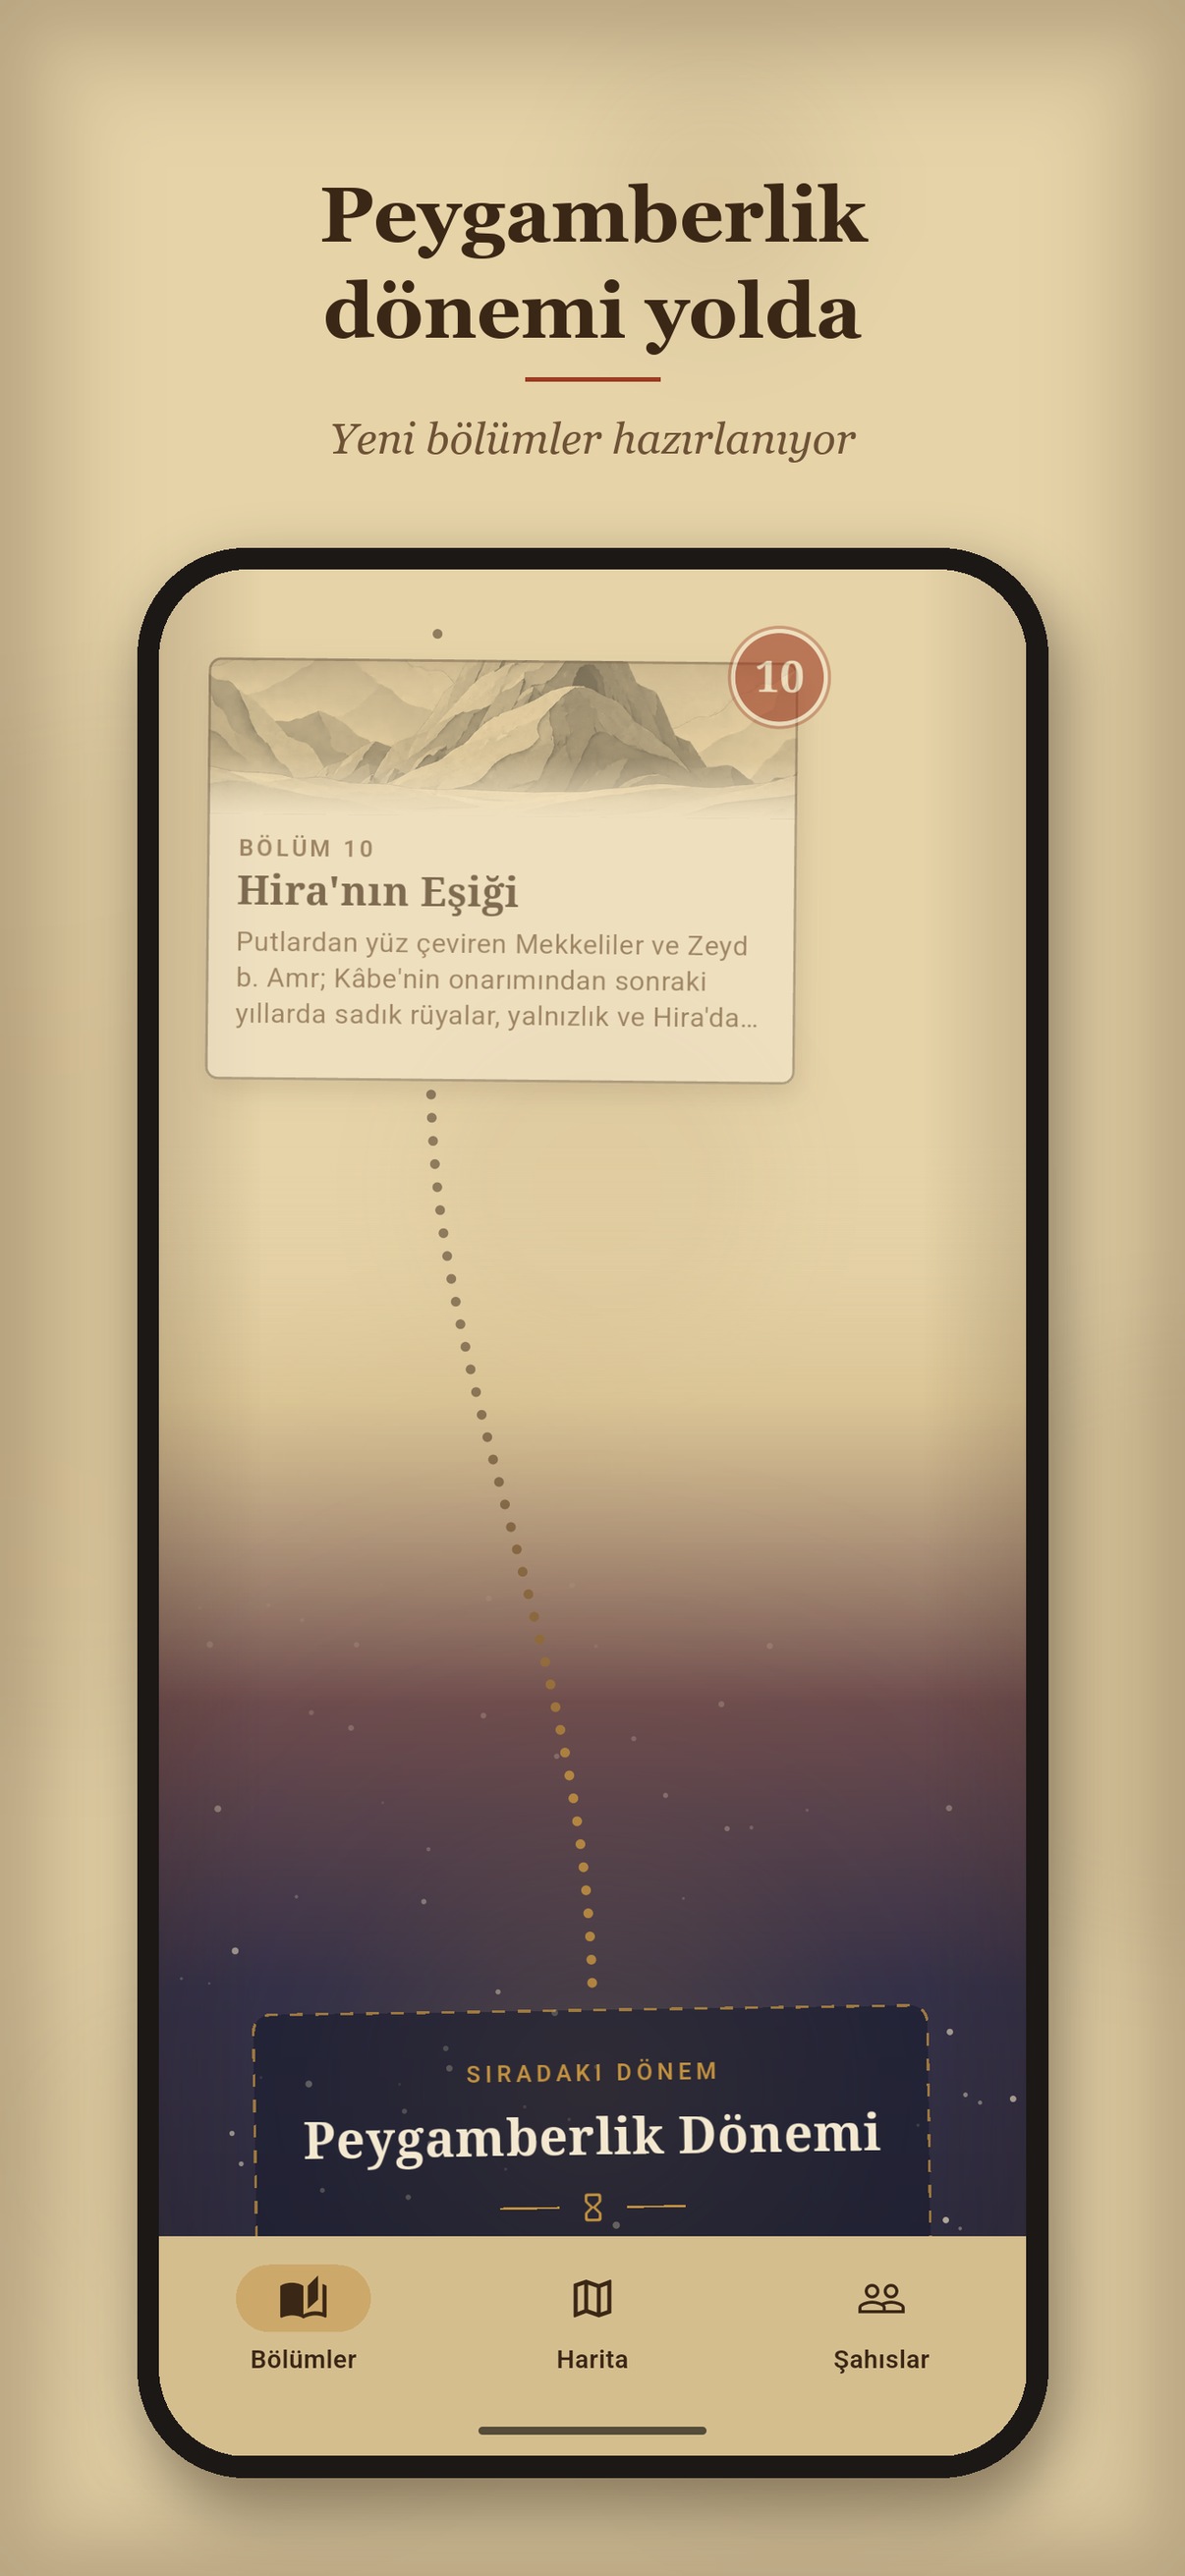 Peygamberlik
dönemi yolda
Yeni bölümler hazırlanıyor
10
BÖLÜM 10
Hira'nın Eşiği
Putlardan yüz çeviren Mekkeliler ve Zeyd
b. Amr; Kâbe'nin onarımından sonraki
yıllarda sadık rüyalar, yalnızlık ve Hira'da…
SIRADAKI DÖNEM
Peygamberlik Dönemi
Bölümler
Harita
Şahıslar